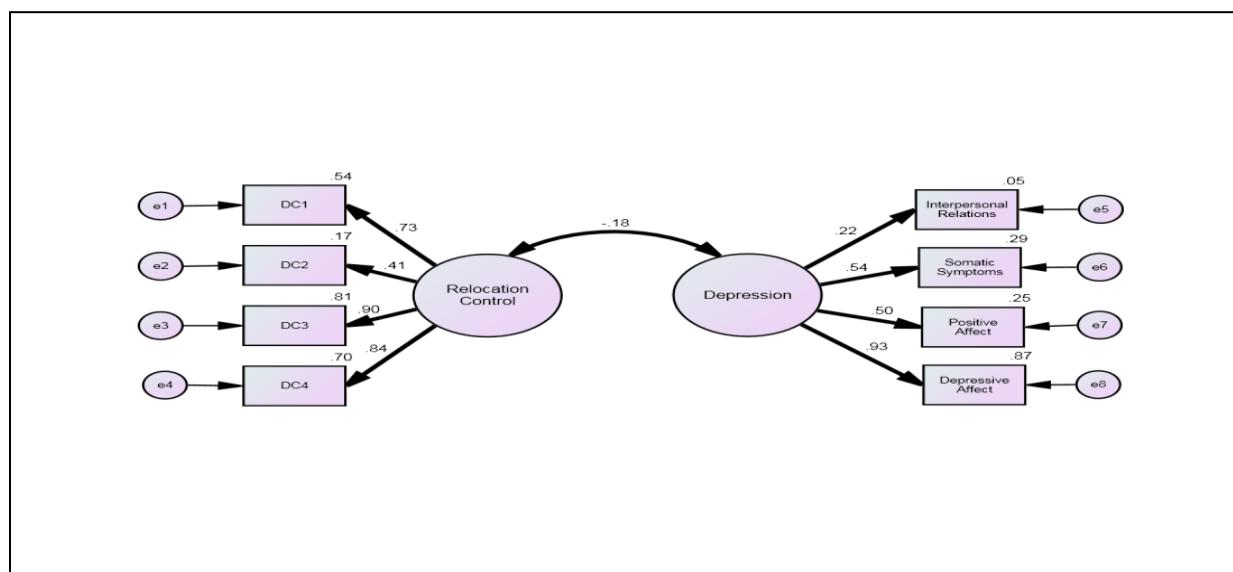 .54
e1
DC1
.73
.17
e2
DC2
.41
.81
e3
DC3
.90
.70
e4
DC4
.84
Relocation
Control
-.18
Depression
.05
Interpersonal
Relations
e5
.22
.29
Somatic
Symptoms
e6
.54
.25
Positive
Affect
e7
.50
.87
Depressive
Affect
e8
.93